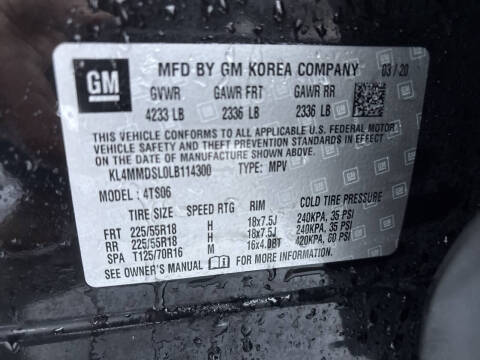 GM
MFD BY GM KOREA COMPANY 03/20
GVWR GAWR FRT GAWR RR
4233 LB 2336 LB 2336 LB
THIS VEHICLE CONFORMS TO ALL APPLICABLE U.S. FEDERAL MOTOR
VEHICLE SAFETY AND THEFT PREVENTION STANDARDS IN EFFECT ON
THE DATE OF MANUFACTURE SHOWN ABOVE.
KL4MMDSL0LB114300 TYPE: MPV
MODEL: 4TS06
TIRE SIZE SPEED RTG RIM COLD TIRE PRESSURE
FRT 225/55R18 H 18x7.5J 240KPA, 35 PSI
RR 225/55R18 H 18x7.5J 240KPA, 35 PSI
SPA T125/70R16 M 16x4.0BT 420KPA, 60 PSI
SEE OWNER'S MANUAL FOR MORE INFORMATION